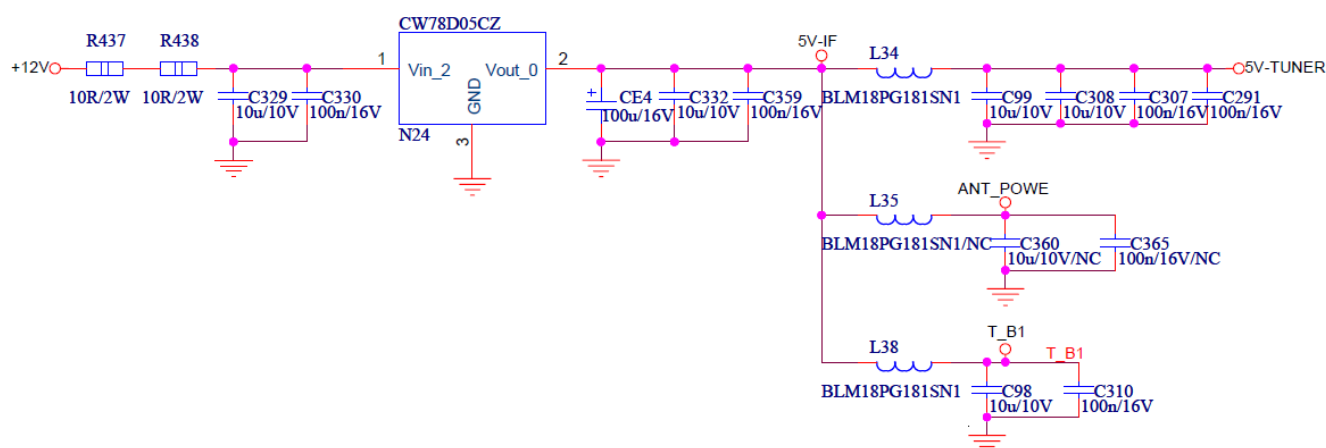 CW78D05CZ
R437
R438
+12V
10R/2W
10R/2W
1
Vin_2
Vout_0
GND
2
3
N24
C329
10u/10V
C330
100n/16V
+
CE4
100u/16V
C332
10u/10V
C359
100n/16V
5V-IF
L34
BLM18PG181SN1
5V-TUNER
C99
10u/10V
C308
10u/10V
C307
100n/16V
C291
100n/16V
ANT_POWE
L35
BLM18PG181SN1/NC
C360
10u/10V/NC
C365
100n/16V/NC
T_B1
T_B1
L38
BLM18PG181SN1
C98
10u/10V
C310
100n/16V